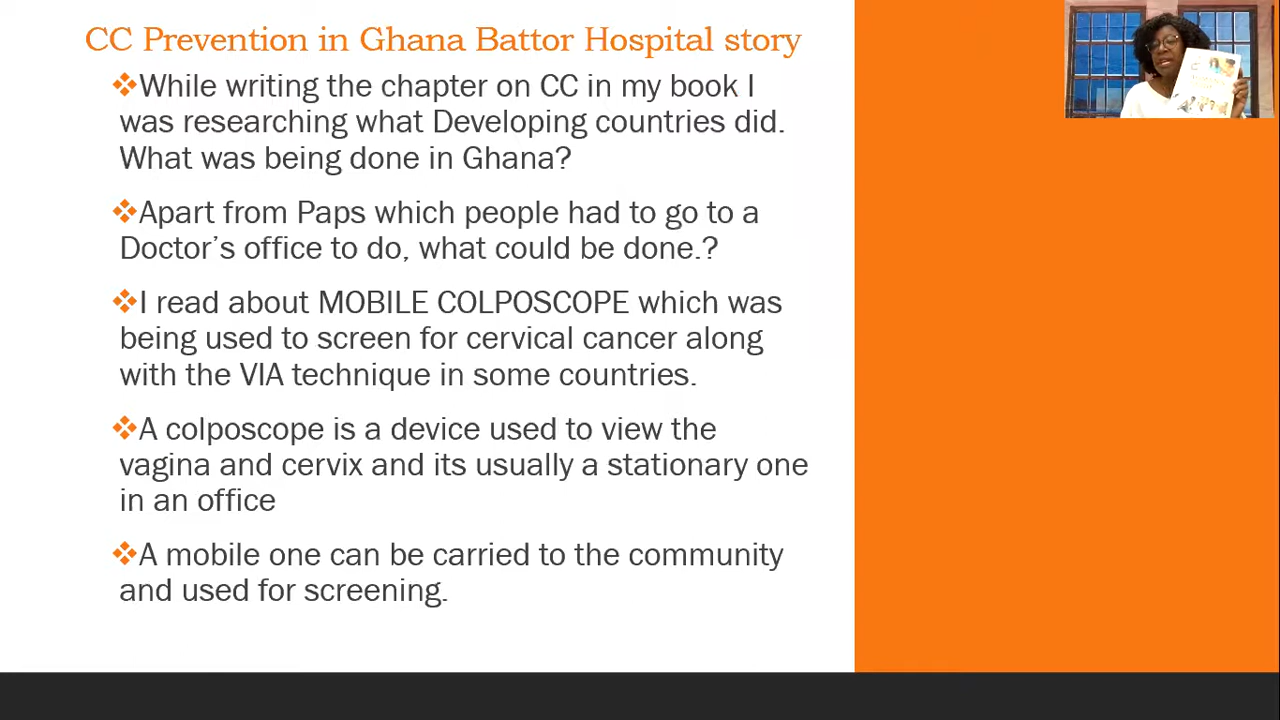 CC Prevention in Ghana Battor Hospital story
❖While writing the chapter on CC in my book I
was researching what Developing countries did.
What was being done in Ghana?
❖Apart from Paps which people had to go to a
Doctor’s office to do, what could be done.?
❖I read about MOBILE COLPOSCOPE which was
being used to screen for cervical cancer along
with the VIA technique in some countries.
❖A colposcope is a device used to view the
vagina and cervix and its usually a stationary one
in an office
❖A mobile one can be carried to the community
and used for screening.